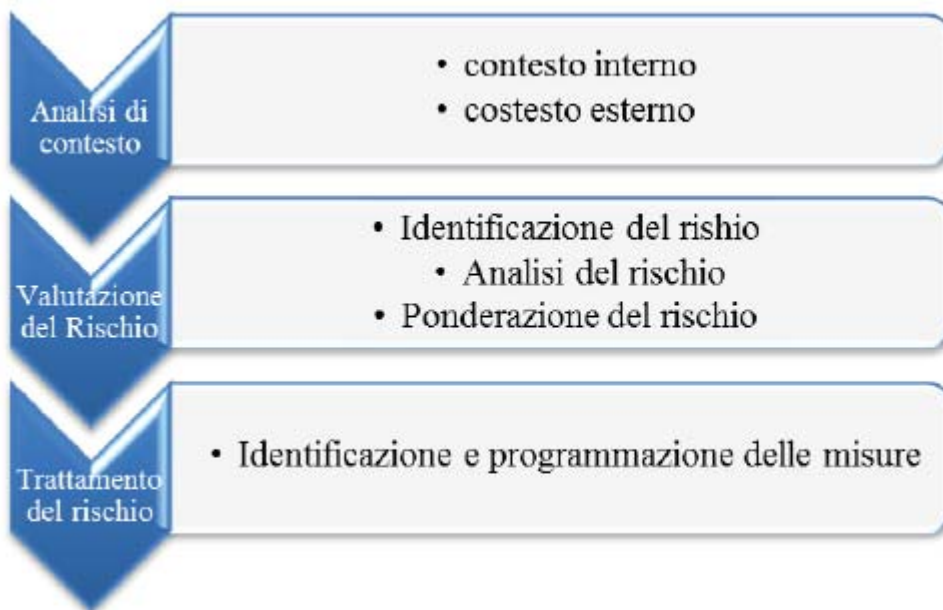 Analisi di
contesto
• contesto interno
• costesto esterno
Valutazione
del Rischio
• Identificazione del rishio
• Analisi del rischio
• Ponderazione del rischio
Trattamento
del rischio
• Identificazione e programmazione delle misure